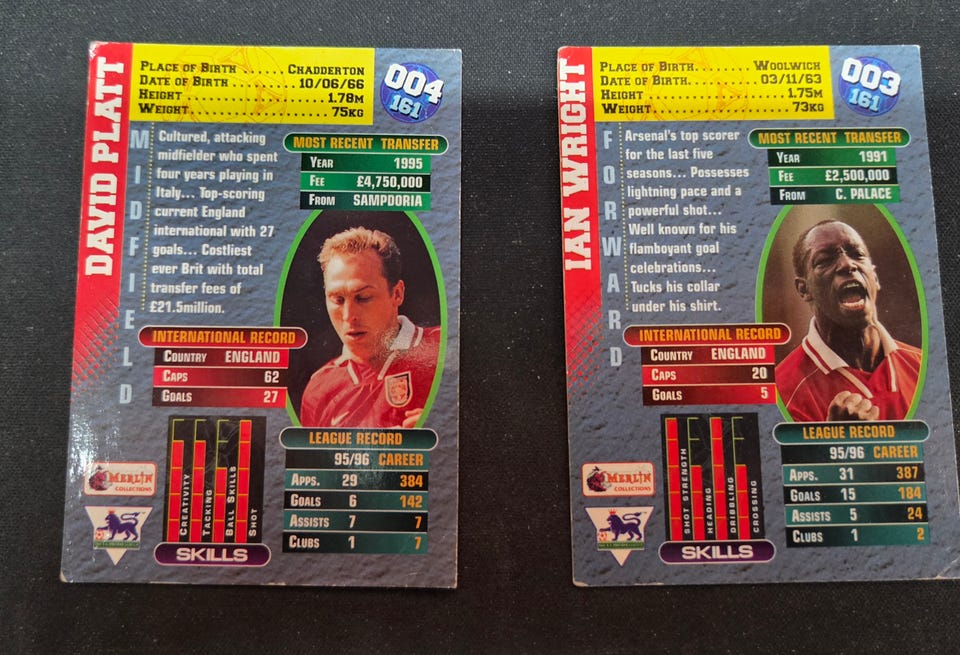 DAVID PLATT
MIDFIELD
PLACE OF BIRTH ...... CHADDERTON
DATE OF BIRTH ....... 10/06/66
HEIGHT .............. 1.78M
WEIGHT ............... 75KG
004
161
Cultured, attacking
midfielder who spent
four years playing in
Italy... Top-scoring
current England
international with 27
goals... Costliest
ever Brit with total
transfer fees of
£21.5million.
MOST RECENT TRANSFER
YEAR 1995
FEE £4,750,000
FROM SAMPDORIA
INTERNATIONAL RECORD
COUNTRY ENGLAND
CAPS 62
GOALS 27
LEAGUE RECORD
95/96 CAREER
APPS. 29 384
GOALS 6 142
ASSISTS 7 7
CLUBS 1 7
CREATIVITY
TACKING
BALL SKILLS
SHOT
SKILLS
MERLIN
COLLECTIONS
IAN WRIGHT
FORWARD
PLACE OF BIRTH....... WOOLWICH
DATE OF BIRTH........ 03/11/63
HEIGHT ............... 1.75M
WEIGHT................ 73KG
003
161
Arsenal's top scorer
for the last five
seasons... Possesses
lightning pace and a
powerful shot...
Well known for his
flamboyant goal
celebrations...
Tucks his collar
under his shirt.
MOST RECENT TRANSFER
YEAR 1991
FEE £2,500,000
FROM C. PALACE
INTERNATIONAL RECORD
COUNTRY ENGLAND
CAPS 20
GOALS 5
LEAGUE RECORD
95/96 CAREER
APPS. 31 387
GOALS 15 184
ASSISTS 5 24
CLUBS 1 2
SHOT STRENGTH
HEADING
DRIBBLING
CROSSING
SKILLS
MERLIN
COLLECTIONS